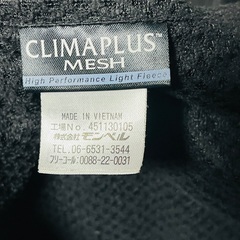 CLIMAPLUS™
MESH
High Performance Light Fleece
MADE IN VIETNAM
工場No. 451130105
株式会社 モンベル
TEL. 06-6531-3544
フリーコール: 0088-22-0031